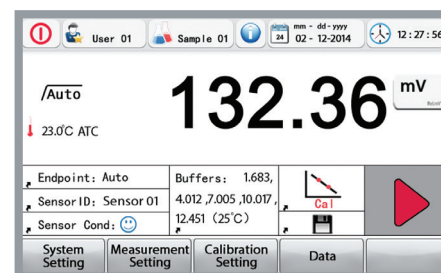 User 01 Sample 01 mm - dd - yyyy
24 02 - 12-2014 12 : 27 : 56
/Auto 132.36 mV
23.0℃ ATC
Endpoint: Auto Buffers: 1.683,
SensorID: Sensor 01 4.012 ,7.005 ,10.017 , Cal
Sensor Cond: 12.451 (25℃)
System Setting Measurement Setting Calibration Setting Data